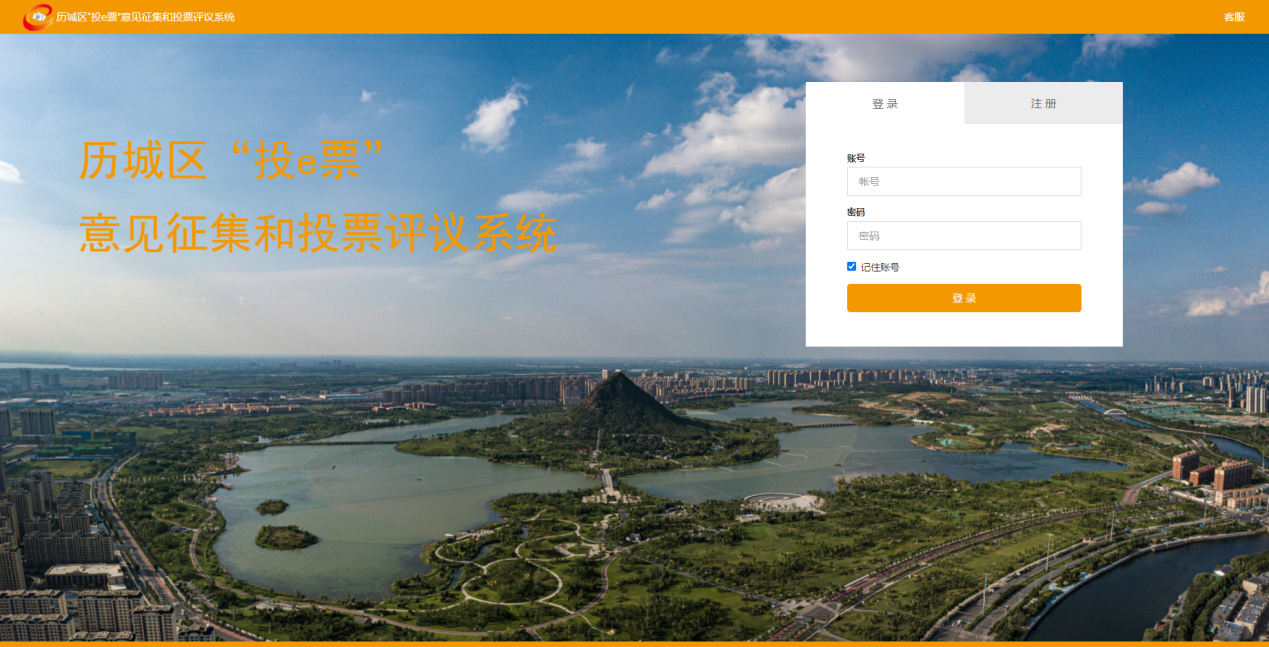 历城区"投e票"意见征集和投票评议系统
客服
历城区“投e票”
意见征集和投票评议系统
登 录
注 册
账号
帐号
密码
密码
记住账号
登 录